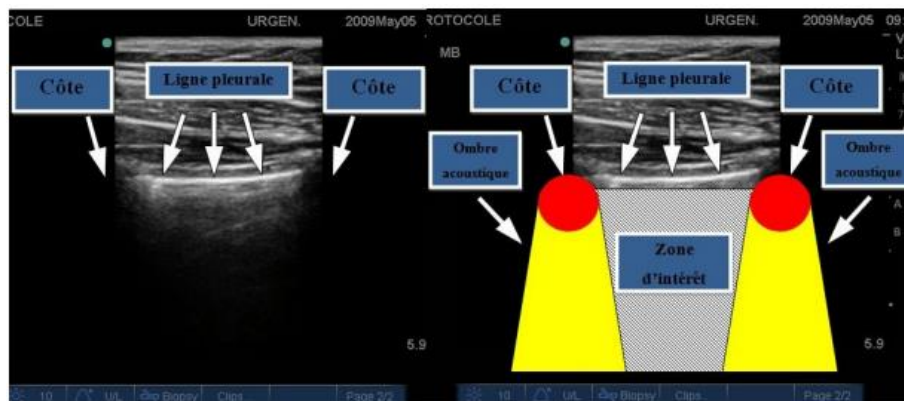 COLE
URGEN.
2009May05
Côte
Ligne pleurale
Côte
5.9
10
U/L
Biopsy
Clips
Page 2/2
ROTOCOLE
URGEN.
2009May05
09:
MB
V
L
Côte
Ligne pleurale
Côte
Ombre
acoustique
Ombre
acoustique
A
B
Zone
d'intérêt
5.9
10
U/L
Biopsy
Clips
Page 2/2